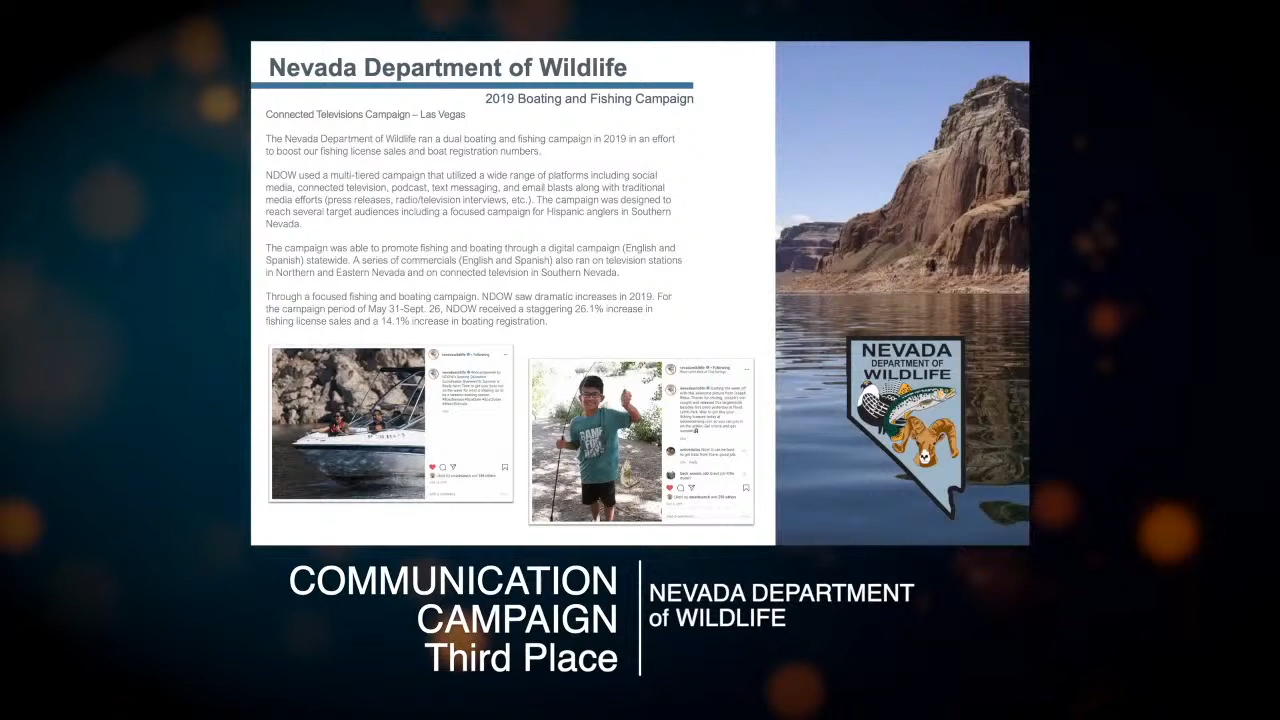 Nevada Department of Wildlife
2019 Boating and Fishing Campaign
Connected Televisions Campaign – Las Vegas
The Nevada Department of Wildlife ran a dual boating and fishing campaign in 2019 in an effort
to boost our fishing license sales and boat registration numbers.
NDOW used a multi-tiered campaign that utilized a wide range of platforms including social
media, connected television, podcast, text messaging, and email blasts along with traditional
media efforts (press releases, radio/television interviews, etc.). The campaign was designed to
reach several target audiences including a focused campaign for Hispanic anglers in Southern
Nevada.
The campaign was able to promote fishing and boating through a digital campaign (English and
Spanish) statewide. A series of commercials (English and Spanish) also ran on television stations
in Northern and Eastern Nevada and on connected television in Southern Nevada.
Through a focused fishing and boating campaign. NDOW saw dramatic increases in 2019. For
the campaign period of May 31-Sept. 26, NDOW received a staggering 26.1% increase in
fishing license sales and a 14.1% increase in boating registration.
NEVADA
DEPARTMENT OF
WILDLIFE
COMMUNICATION
CAMPAIGN
Third Place
NEVADA DEPARTMENT
of WILDLIFE